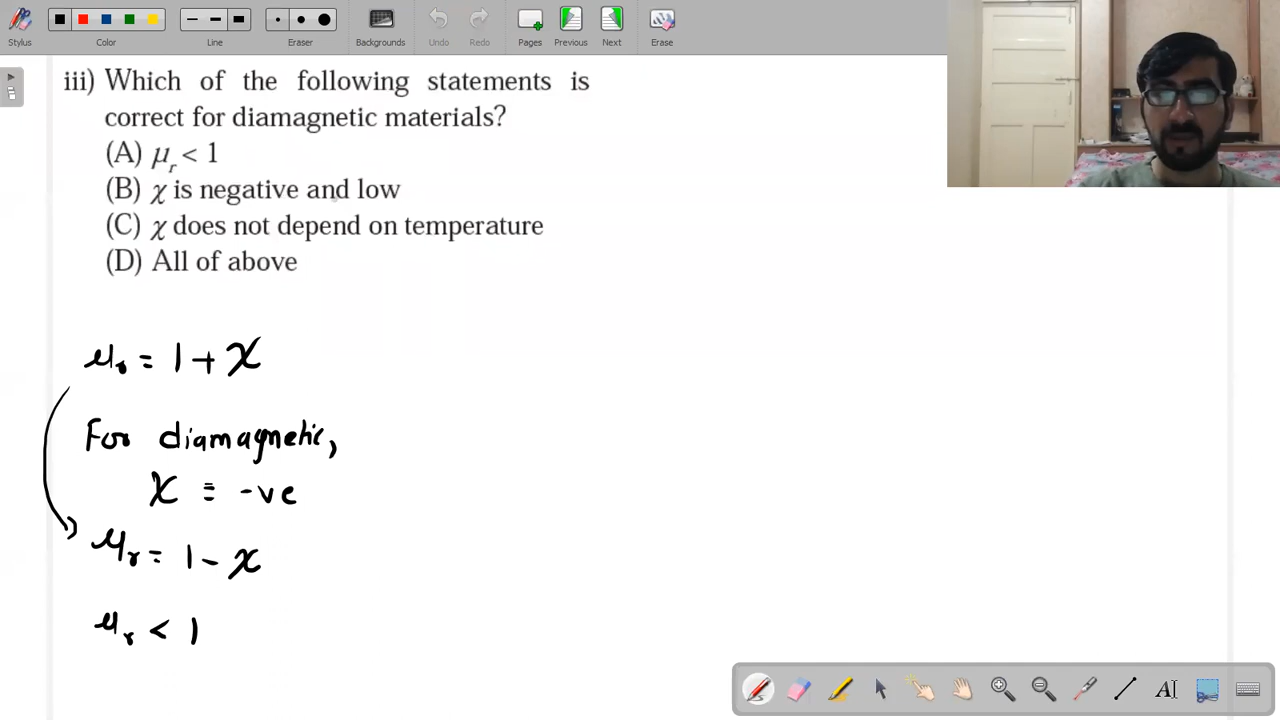 Stylus
Color
Line
Eraser
Backgrounds
Undo
Redo
Pages
Previous
Next
Erase
iii) Which of the following statements is
correct for diamagnetic materials?
(A) μr < 1
(B) χ is negative and low
(C) χ does not depend on temperature
(D) All of above
μr = 1 + χ
For diamagnetic,
χ = -ve
μr = 1 - χ
μr < 1